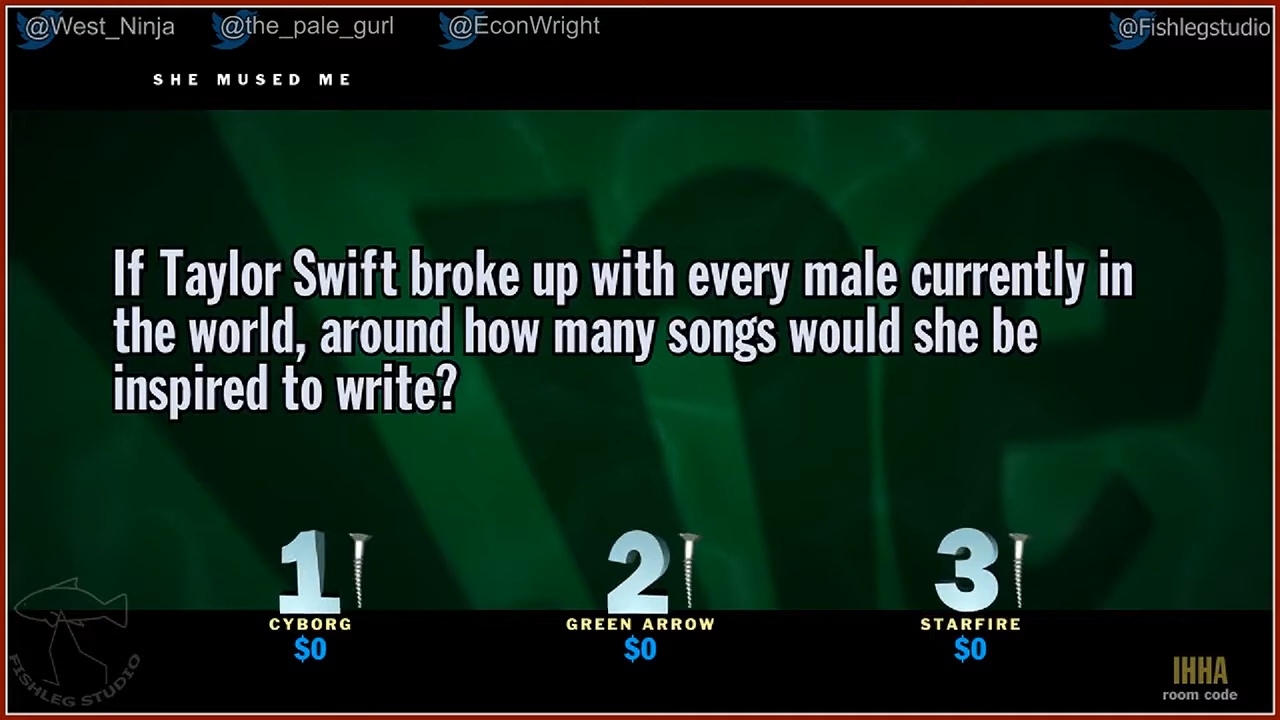 @West_Ninja @the_pale_gurl @EconWright @Fishlegstudio
SHE MUSED ME
If Taylor Swift broke up with every male currently in
the world, around how many songs would she be
inspired to write?
1 2 3
CYBORG GREEN ARROW STARFIRE
$0 $0 $0
FISHLEG STUDIO
IHHA
room code